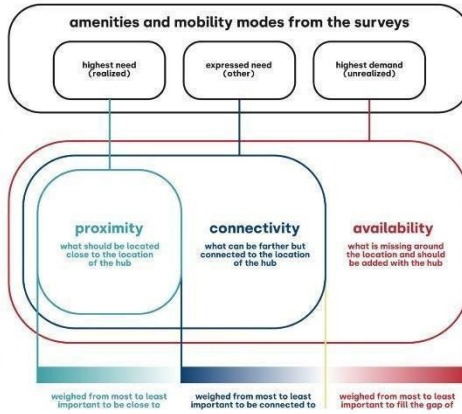 amenities and mobility modes from the surveys
highest need
(realized)
expressed need
(other)
highest demand
(unrealized)
proximity
what should be located
close to the location
of the hub
connectivity
what can be farther but
connected to the location
of the hub
availability
what is missing around
the location and should
be added with the hub
weighed from most to least
important to be close to
weighed from most to least
important to be connected to
weighed from most to least
important to fill the gap of